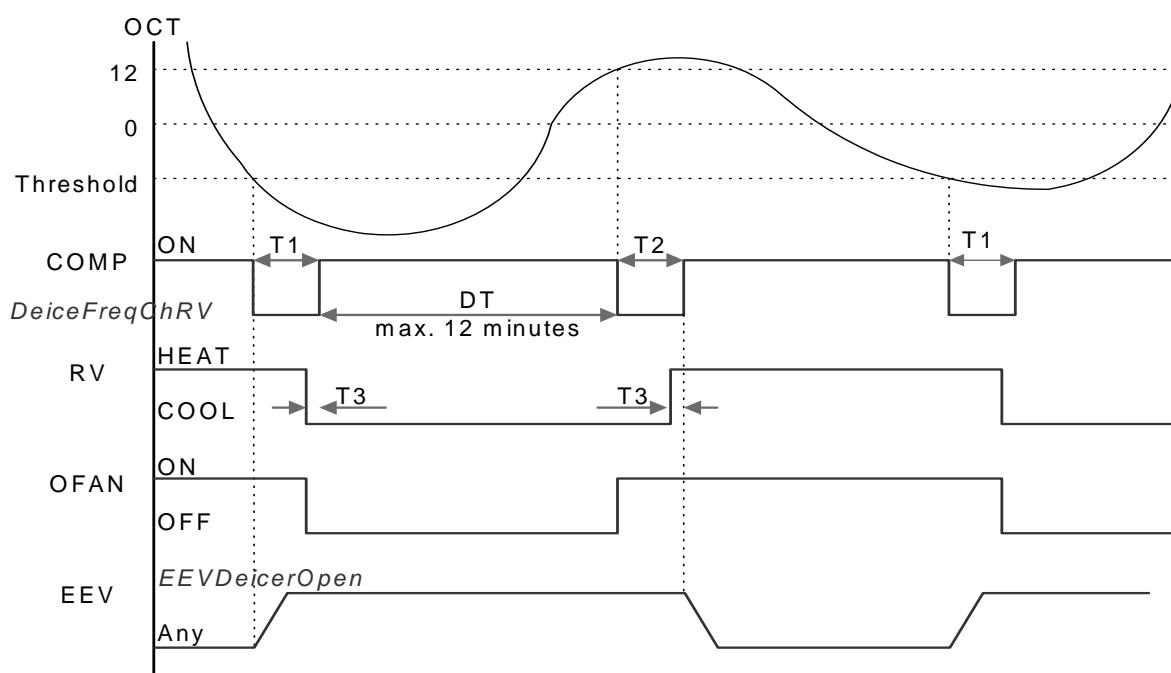 OCT
12
0
Threshold
COMP
ON
T1
T2
T1
DeiceFreqChRV
DT
max. 12 minutes
RV
HEAT
COOL
T3
T3
OFAN
ON
OFF
EEV
EEVDeicerOpen
Any